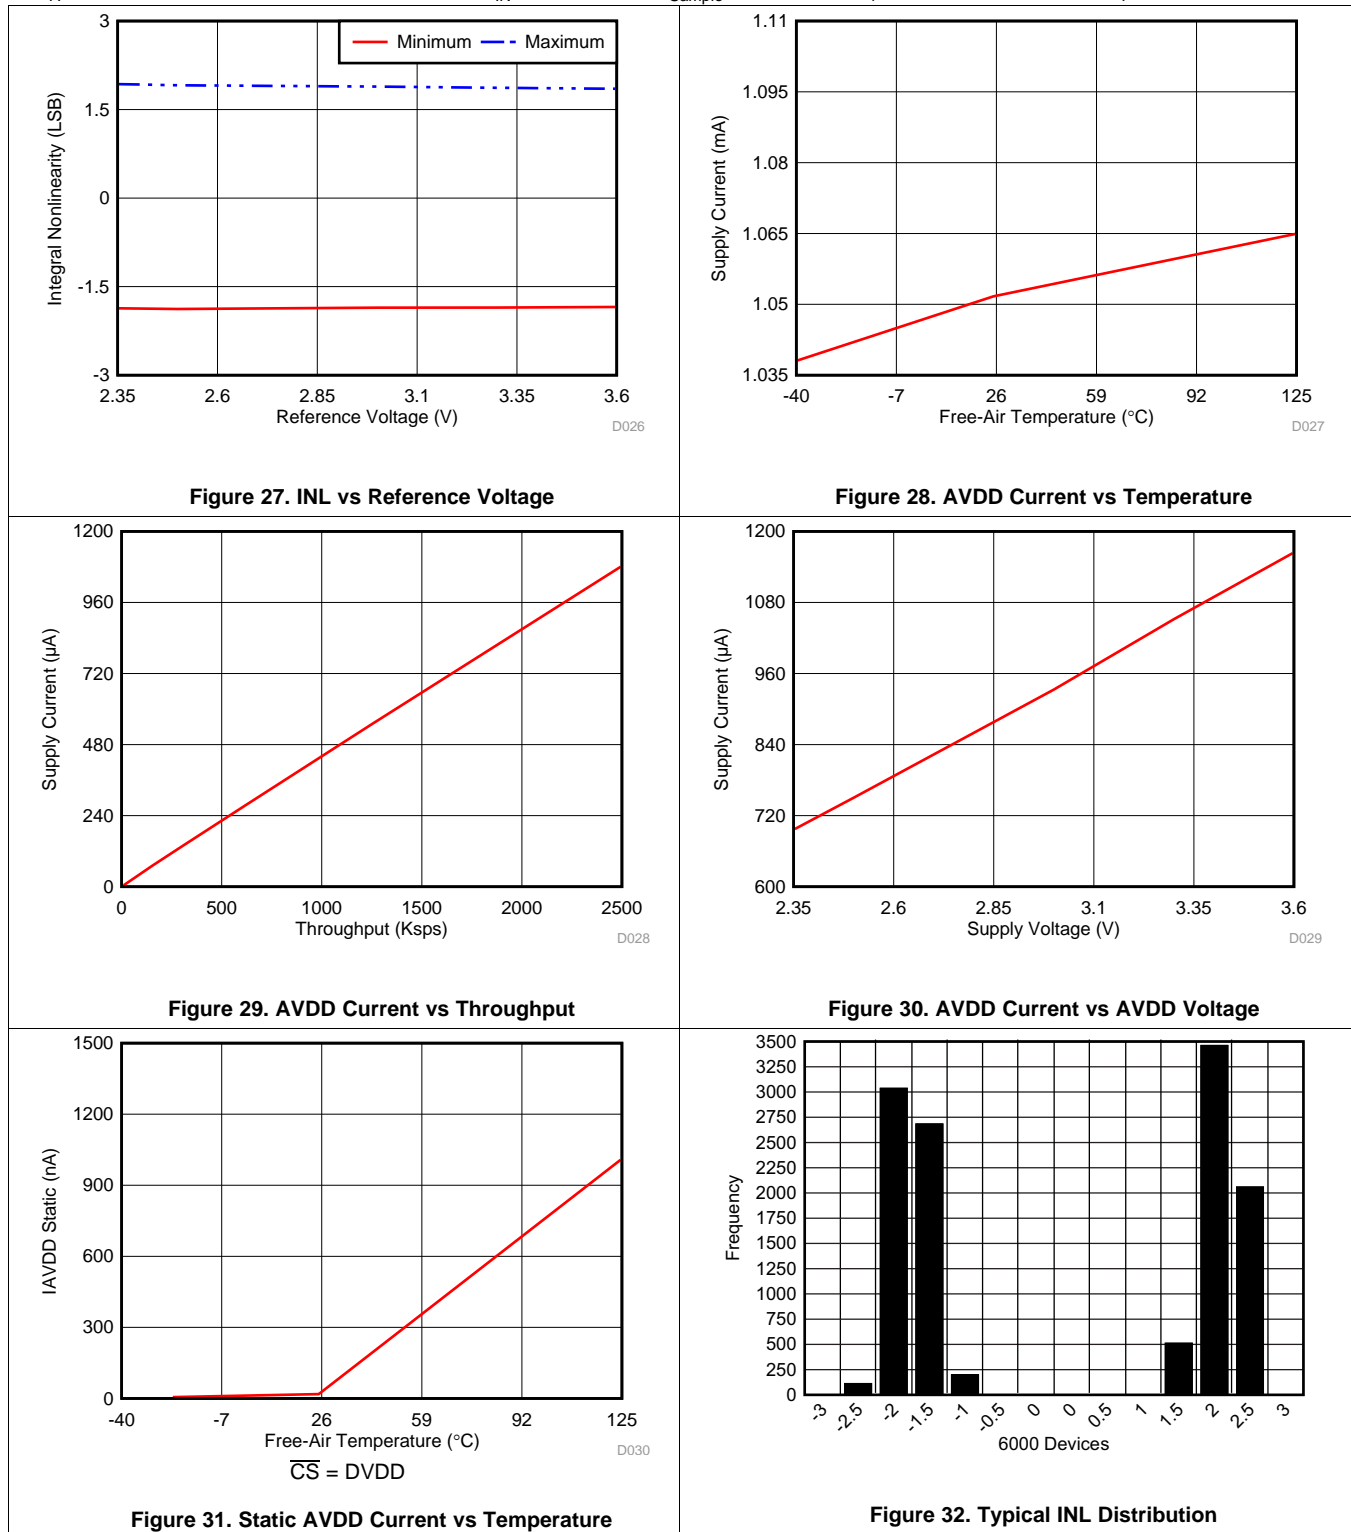 A IN Sample
3
1.5
0
-1.5
-3
2.35 2.6 2.85 3.1 3.35 3.6
Integral Nonlinearity (LSB)
Minimum Maximum
Reference Voltage (V)
D026
Figure 27. INL vs Reference Voltage
1.11
1.095
1.08
1.065
1.05
1.035
-40 -7 26 59 92 125
Supply Current (mA)
Free-Air Temperature (°C)
D027
Figure 28. AVDD Current vs Temperature
1200
960
720
480
240
0
0 500 1000 1500 2000 2500
Supply Current (µA)
Throughput (Ksps)
D028
Figure 29. AVDD Current vs Throughput
1200
1080
960
840
720
600
2.35 2.6 2.85 3.1 3.35 3.6
Supply Current (µA)
Supply Voltage (V)
D029
Figure 30. AVDD Current vs AVDD Voltage
1500
1200
900
600
300
0
-40 -7 26 59 92 125
IAVDD Static (nA)
Free-Air Temperature (°C)
D030
CS = DVDD
Figure 31. Static AVDD Current vs Temperature
3500
3250
3000
2750
2500
2250
2000
1750
1500
1250
1000
750
500
250
0
-3 -2.5 -2 -1.5 -1 -0.5 0 0 0.5 1 1.5 2 2.5 3
Frequency
6000 Devices
Figure 32. Typical INL Distribution